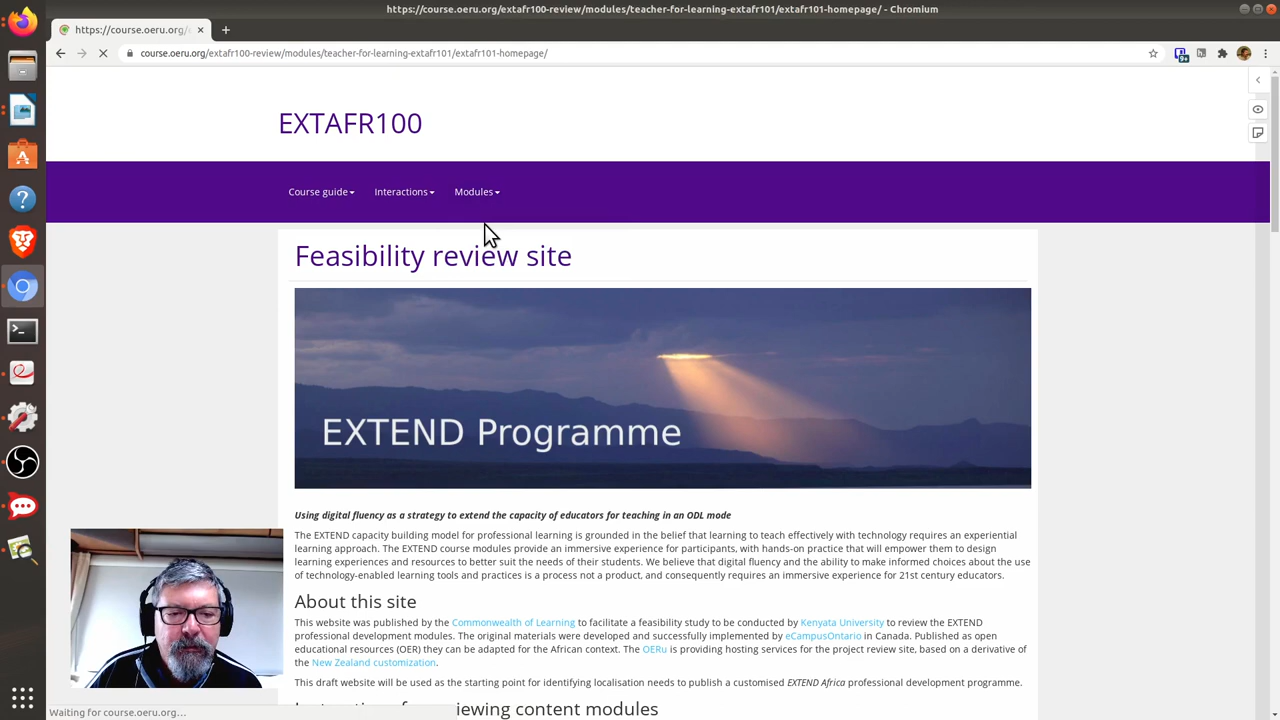 https://course.oeru.org/extafr100-review/modules/teacher-for-learning-extafr101/extafr101-homepage/ - Chromium
https://course.oeru.org/
course.oeru.org/extafr100-review/modules/teacher-for-learning-extafr101/extafr101-homepage/
EXTAFR100
Course guide
Interactions
Modules
Feasibility review site
EXTEND Programme
Using digital fluency as a strategy to extend the capacity of educators for teaching in an ODL mode
The EXTEND capacity building model for professional learning is grounded in the belief that learning to teach effectively with technology requires an experiential
learning approach. The EXTEND course modules provide an immersive experience for participants, with hands-on practice that will empower them to design
learning experiences and resources to better suit the needs of their students. We believe that digital fluency and the ability to make informed choices about the use
of technology-enabled learning tools and practices is a process not a product, and consequently requires an immersive experience for 21st century educators.
About this site
This website was published by the Commonwealth of Learning to facilitate a feasibility study to be conducted by Kenyata University to review the EXTEND
professional development modules. The original materials were developed and successfully implemented by eCampusOntario in Canada. Published as open
educational resources (OER) they can be adapted for the African context. The OERu is providing hosting services for the project review site, based on a derivative of
the New Zealand customization.
This draft website will be used as the starting point for identifying localisation needs to publish a customised EXTEND Africa professional development programme.
viewing content modules
Waiting for course.oeru.org...